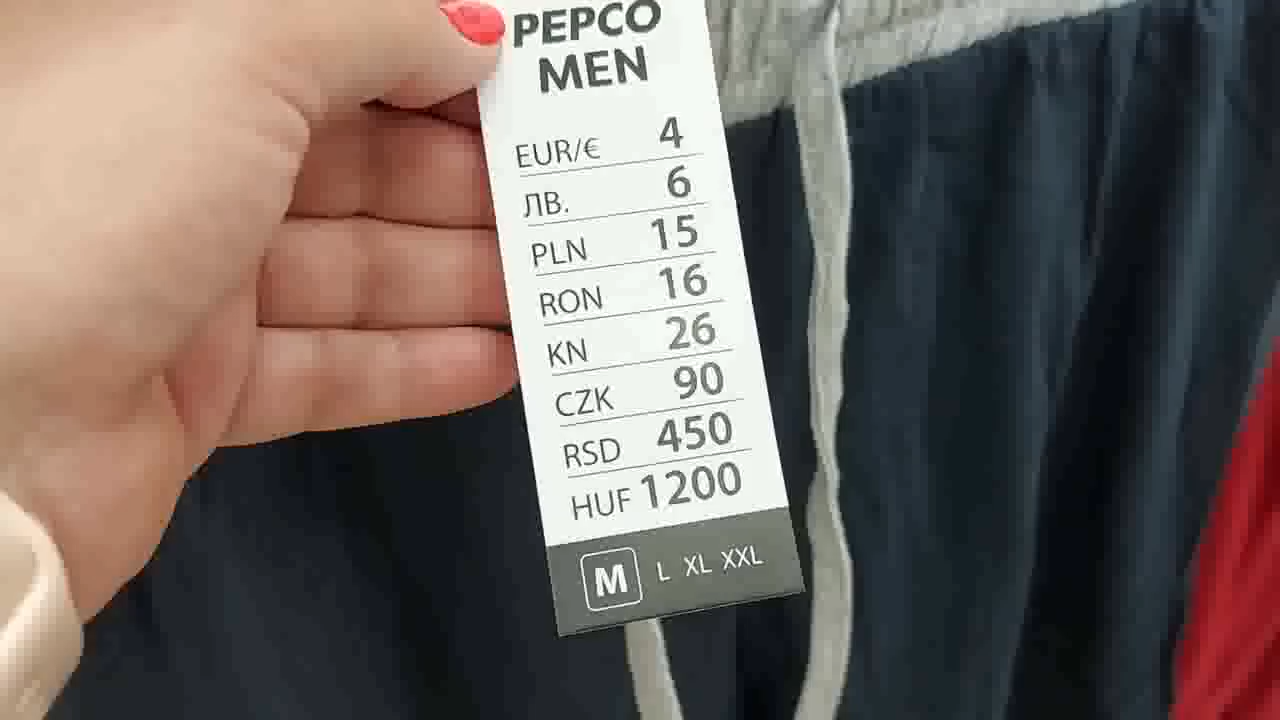 PEPCO
MEN
EUR/€ 4
ЛВ. 6
PLN 15
RON 16
KN 26
CZK 90
RSD 450
HUF 1200
M L XL XXL